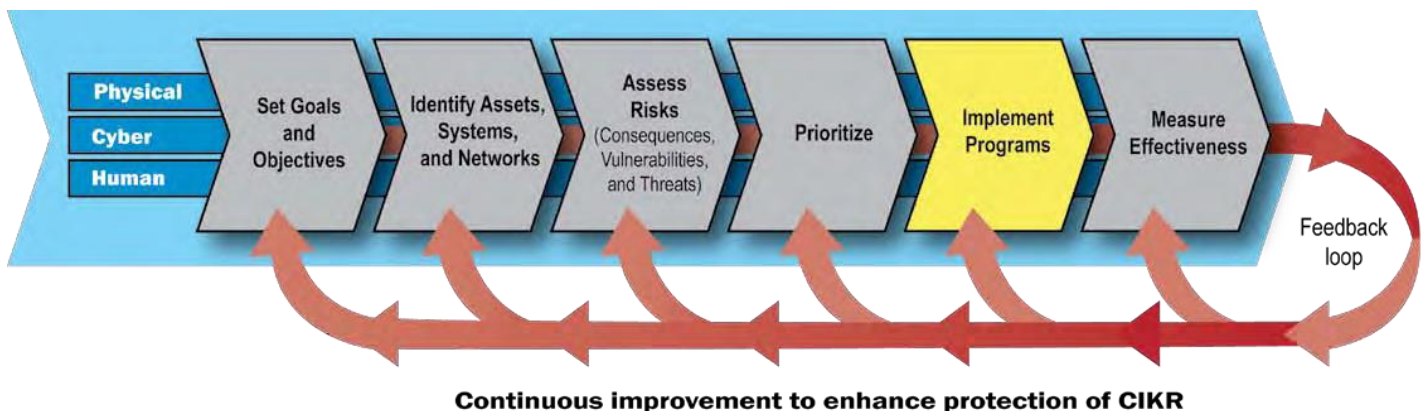 Physical
Cyber
Human
Set Goals
and
Objectives
Identify Assets,
Systems,
and Networks
Assess
Risks
(Consequences,
Vulnerabilities,
and Threats)
Prioritize
Implement
Programs
Measure
Effectiveness
Feedback
loop
Continuous improvement to enhance protection of CIKR